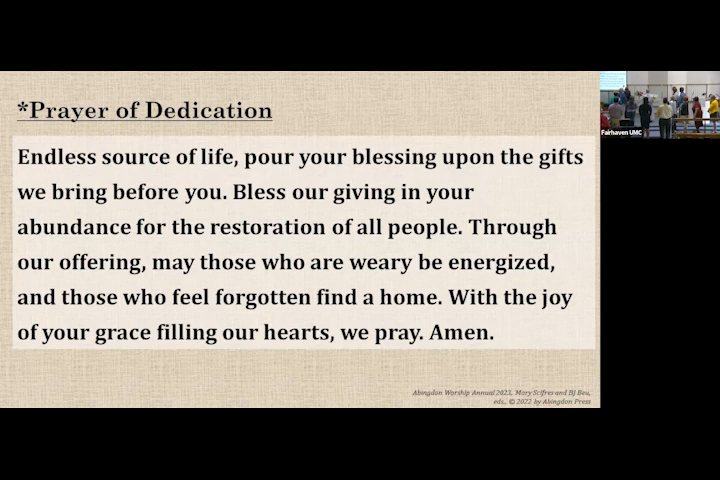 *Prayer of Dedication
Endless source of life, pour your blessing upon the gifts
we bring before you. Bless our giving in your
abundance for the restoration of all people. Through
our offering, may those who are weary be energized,
and those who feel forgotten find a home. With the joy
of your grace filling our hearts, we pray. Amen.
Abingdon Worship Annual 2023, Mary Scifres and BJ Beu,
eds., © 2022 by Abingdon Press
Fairhaven UMC